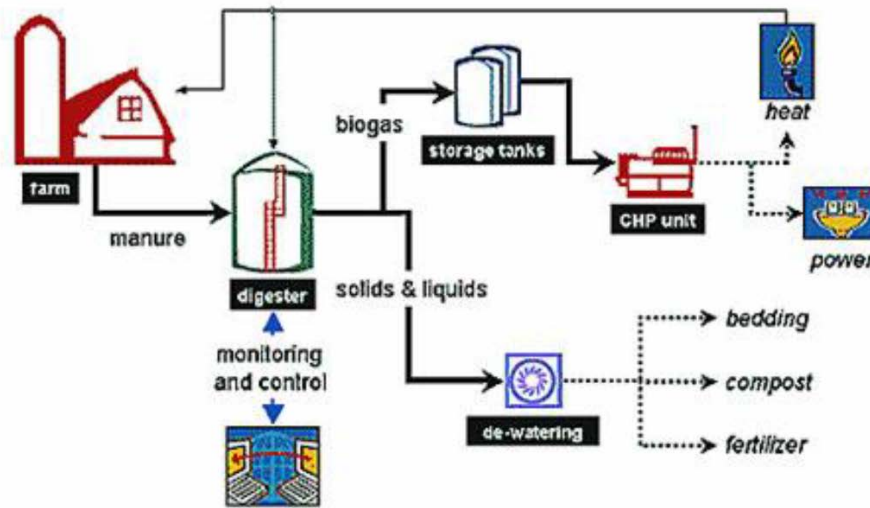 heat
biogas
storage tanks
farm
CHP unit
manure
power
digester
solids & liquids
bedding
monitoring
and control
compost
de-watering
fertilizer